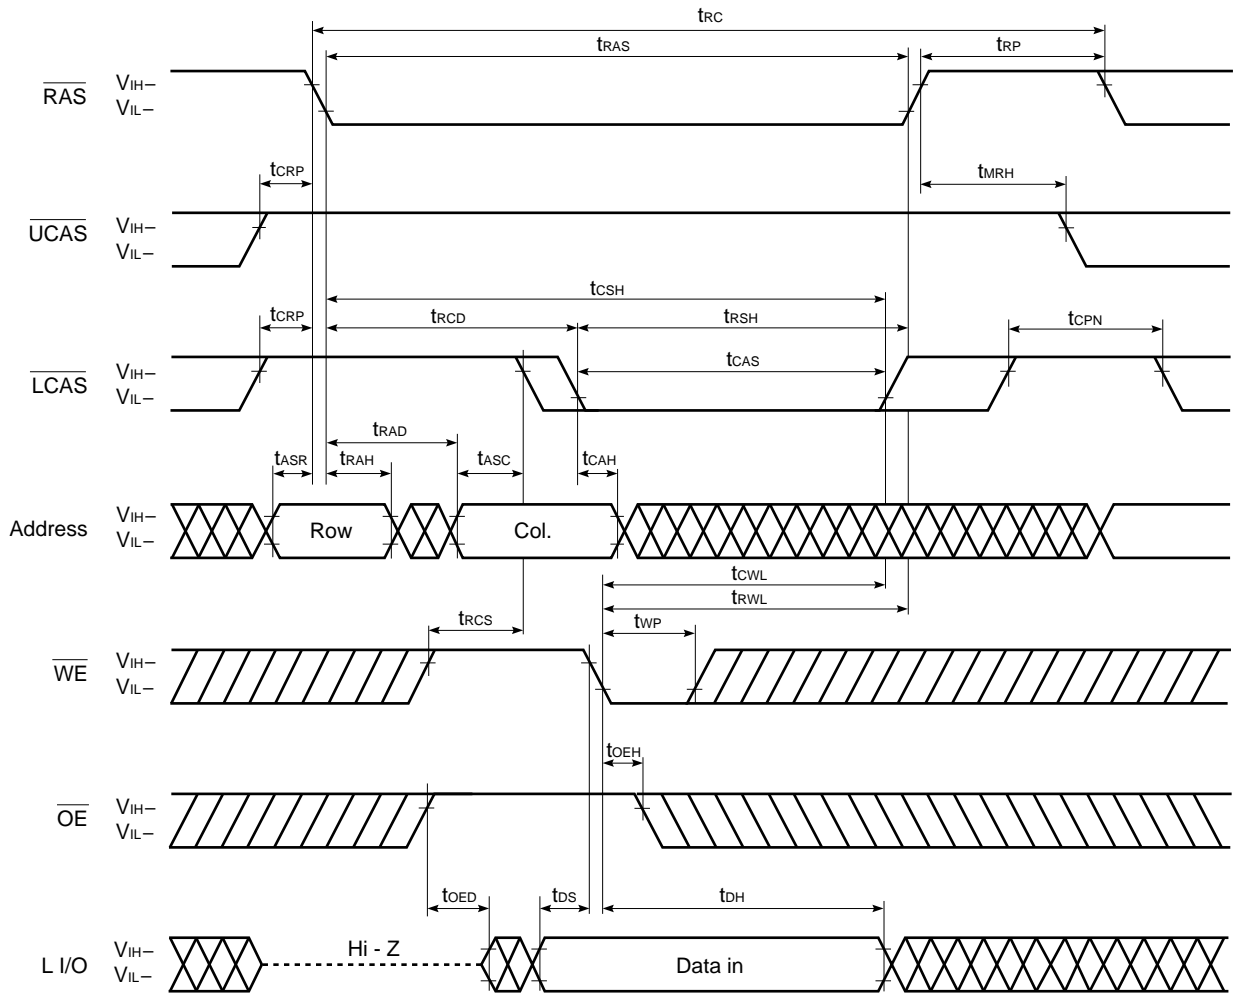 tRC
tRAS
tRP
RAS
VIH–
VIL–
tCRP
tMRH
UCAS
VIH–
VIL–
tCSH
tCRP
tRCD
tRSH
tCPN
LCAS
VIH–
VIL–
tCAS
tRAD
tASR
tRAH
tASC
tCAH
Address
VIH–
VIL–
Row
Col.
tCWL
tRWL
tRCS
tWP
WE
VIH–
VIL–
tOEH
OE
VIH–
VIL–
tOED
tDS
tDH
L I/O
VIH–
VIL–
Hi - Z
Data in